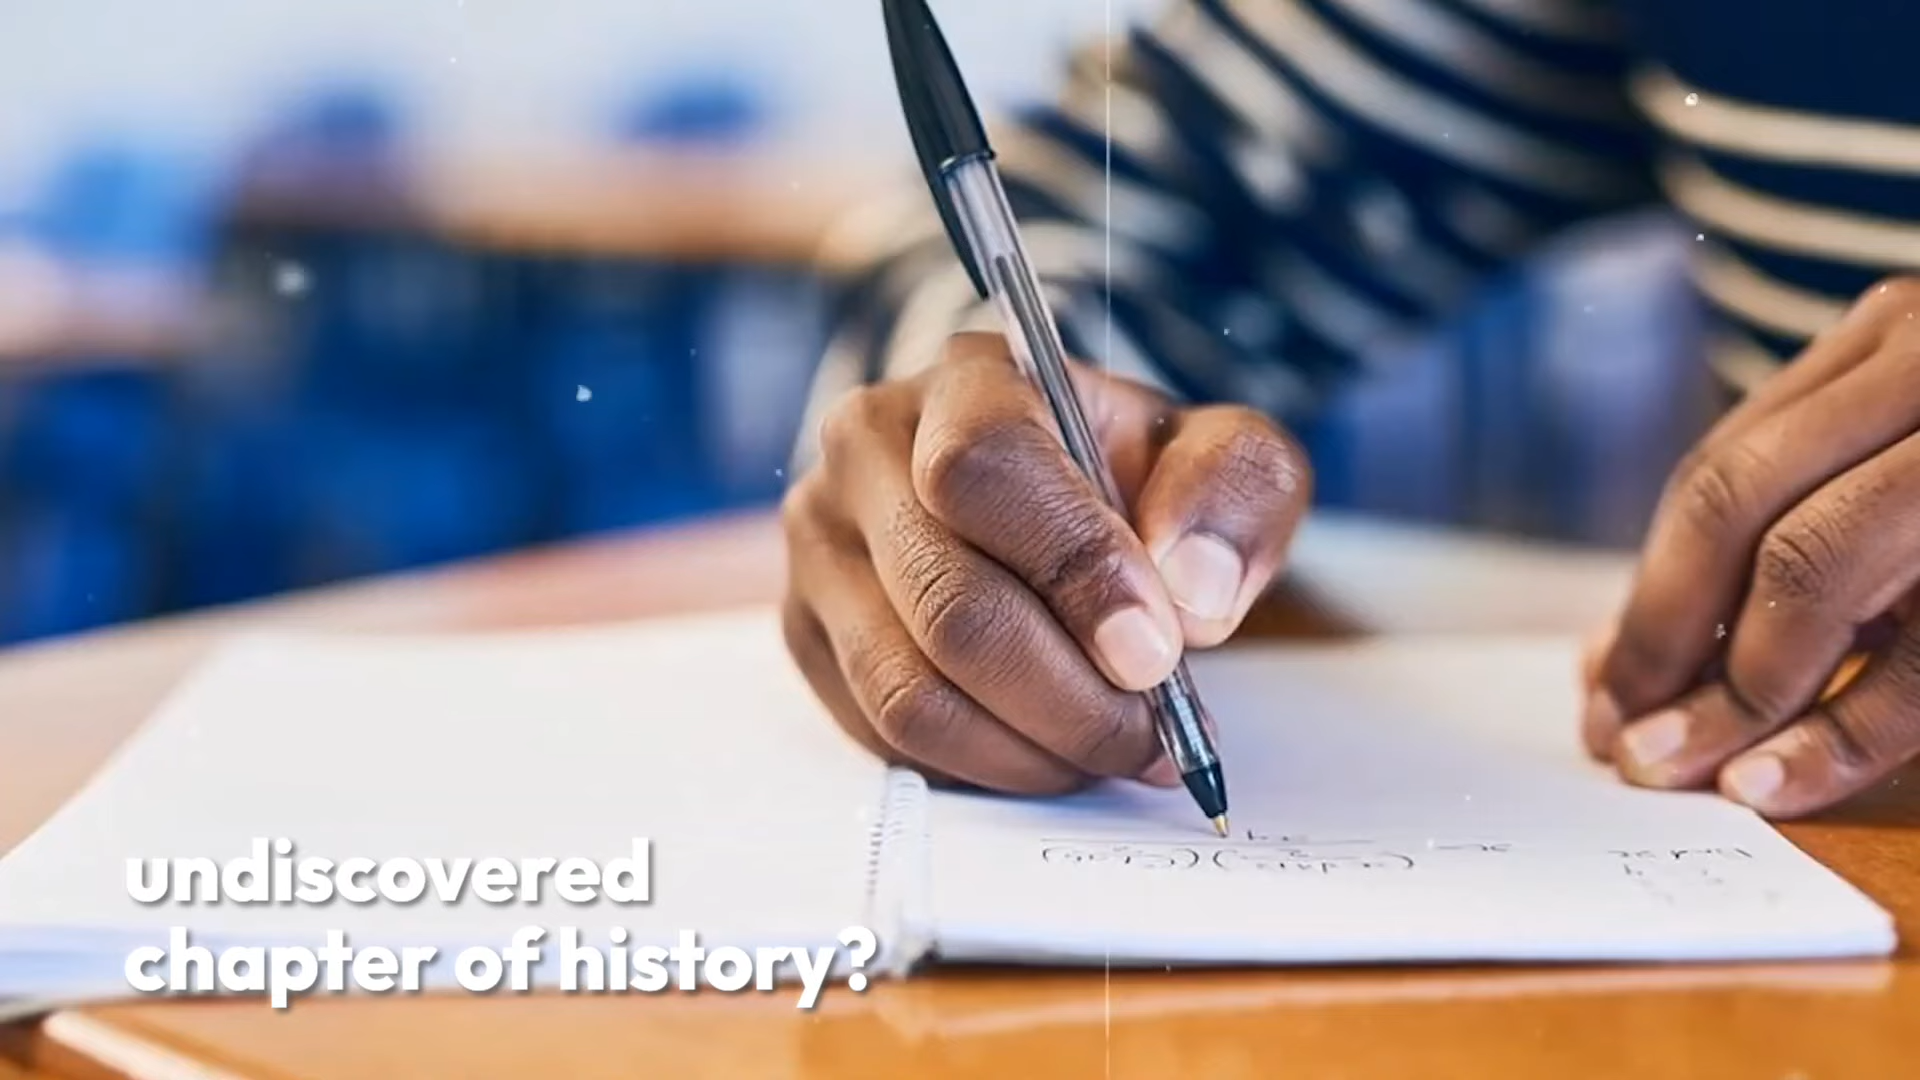 undiscovered
chapter of history?